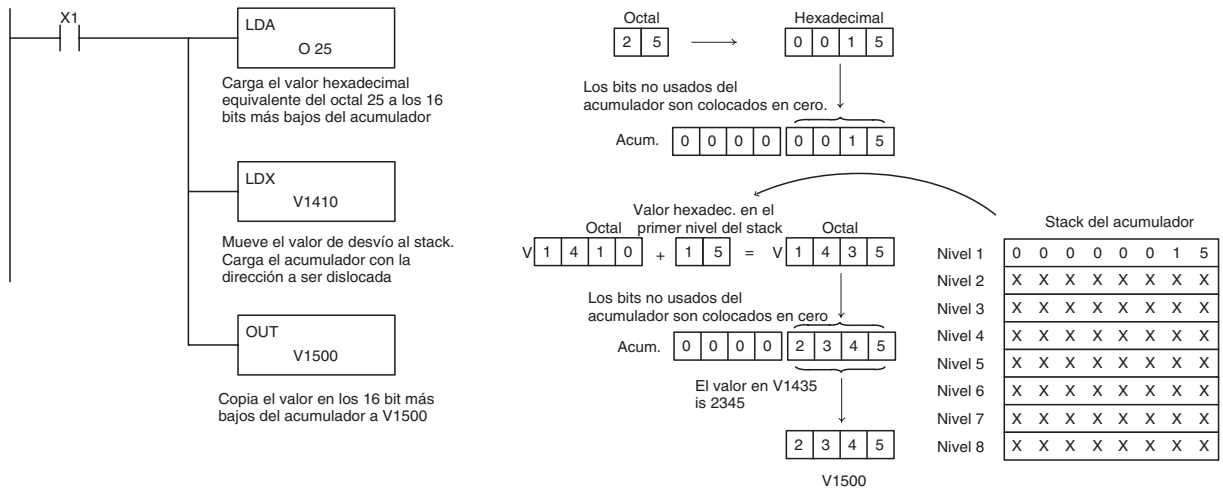 X1
LDA
O 25
Carga el valor hexadecimal
equivalente del octal 25 a los 16
bits más bajos del acumulador
LDX
V1410
Mueve el valor de desvío al stack.
Carga el acumulador con la
dirección a ser dislocada
OUT
V1500
Copia el valor en los 16 bit más
bajos del acumulador a V1500
Octal
Hexadecimal
2 5
0 0 1 5
Los bits no usados del
acumulador son colocados en cero.
Acum. 0 0 0 0 0 0 1 5
Valor hexadec. en el
primer nivel del stack
Octal
Octal
V 1 4 1 0 + 1 5 = V 1 4 3 5
Los bits no usados del
acumulador son colocados en cero
Acum. 0 0 0 0 2 3 4 5
El valor en V1435
is 2345
2 3 4 5
V1500
Stack del acumulador
Nivel 1 0 0 0 0 0 0 1 5
Nivel 2 X X X X X X X X
Nivel 3 X X X X X X X X
Nivel 4 X X X X X X X X
Nivel 5 X X X X X X X X
Nivel 6 X X X X X X X X
Nivel 7 X X X X X X X X
Nivel 8 X X X X X X X X